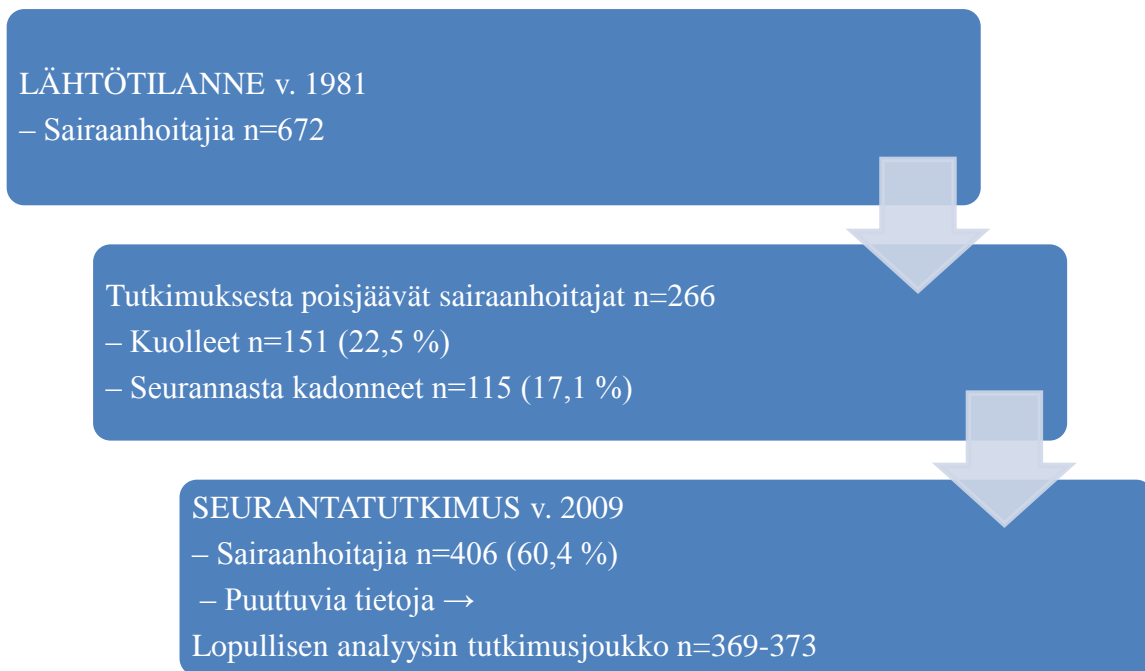 LÄHTÖTILANNE v. 1981
– Sairaanhoitajia n=672
Tutkimuksesta poisjäävät sairaanhoitajat n=266
– Kuolleet n=151 (22,5 %)
– Seurannasta kadonneet n=115 (17,1 %)
SEURANTATUTKIMUS v. 2009
– Sairaanhoitajia n=406 (60,4 %)
– Puuttuvia tietoja →
Lopullisen analyysin tutkimusjoukko n=369-373